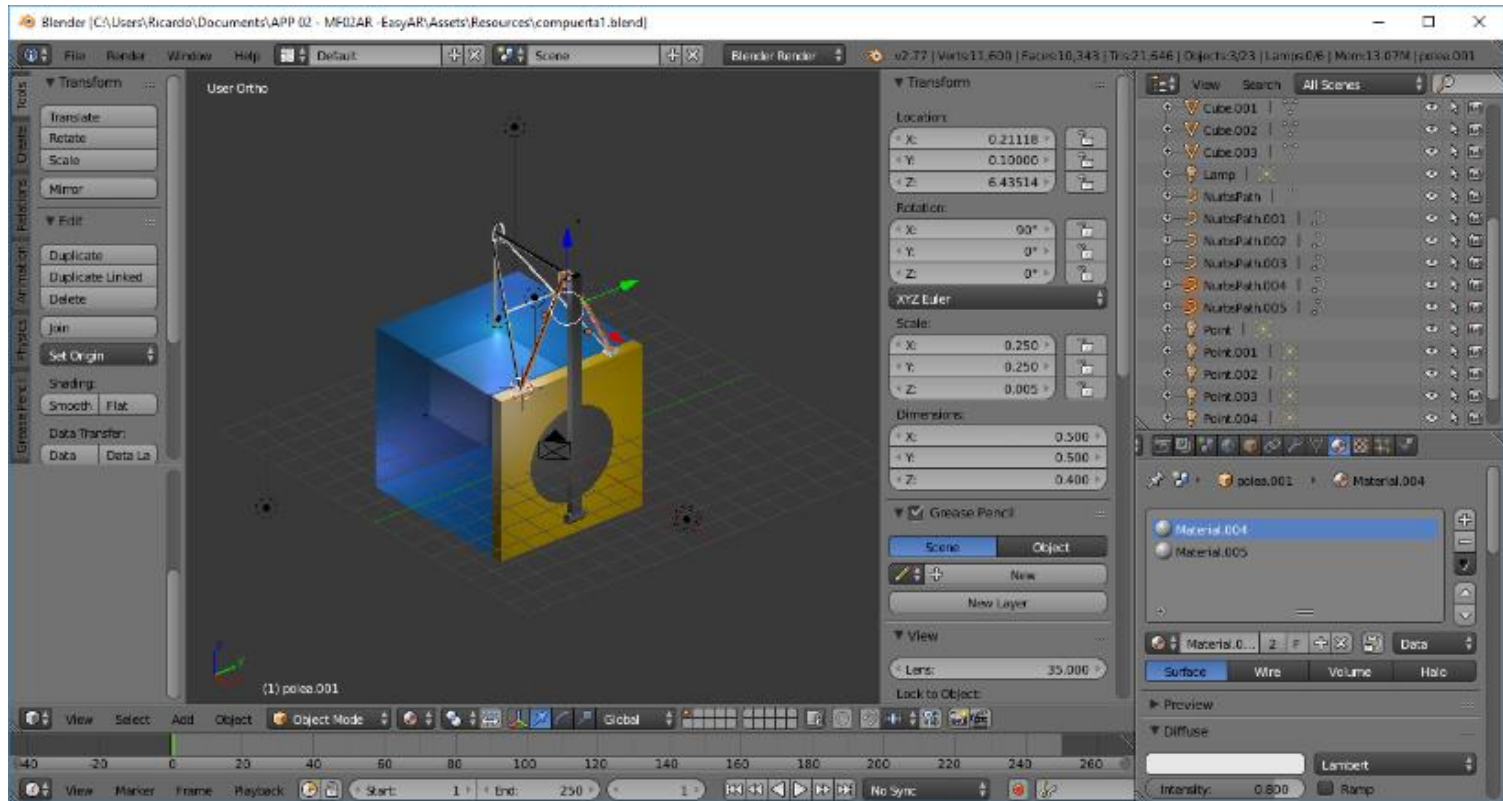 Blender [C:\Users\Ricardo\Documents\APP 02 - MF02AR -EasyAR\Assets\Resources\compuerta1.blend]
File Render Window Help Default Scene Blender Render v2.77 | Verts:11,600 | Faces:10,343 | Tris:21,646 | Objects:3/23 | Lamps:0/6 | Mem:13.07M | polea.001
Tools
Create
Relations
Animation
Physics
Grease Pencil
Transform
Translate
Rotate
Scale
Mirror
Edit
Duplicate
Duplicate Linked
Delete
Join
Set Origin
Shading:
Smooth Flat
Data Transfer:
Data Data La
User Ortho
(1) polea.001
Transform
Location:
X: 0.21118
Y: 0.10000
Z: 6.43514
Rotation:
X: 90°
Y: 0°
Z: 0°
XYZ Euler
Scale:
X: 0.250
Y: 0.250
Z: 0.005
Dimensions:
X: 0.500
Y: 0.500
Z: 0.400
Grease Pencil
Scene Object
New
New Layer
View
Lens: 35.000
Lock to Object:
View Search All Scenes
Cube.001
Cube.002
Cube.003
Lamp
NurbsPath
NurbsPath.001
NurbsPath.002
NurbsPath.003
NurbsPath.004
NurbsPath.005
Point
Point.001
Point.002
Point.003
Point.004
polea.001 Material.004
Material.004
Material.005
Material.0... 2 F Data
Surface Wire Volume Halo
Preview
Diffuse
Lambert
Intensity: 0.800 Ramp
View Select Add Object Object Mode Global
-40 -20 0 20 40 60 80 100 120 140 160 180 200 220 240 260
View Marker Frame Playback Start: 1 End: 250 1 No Sync